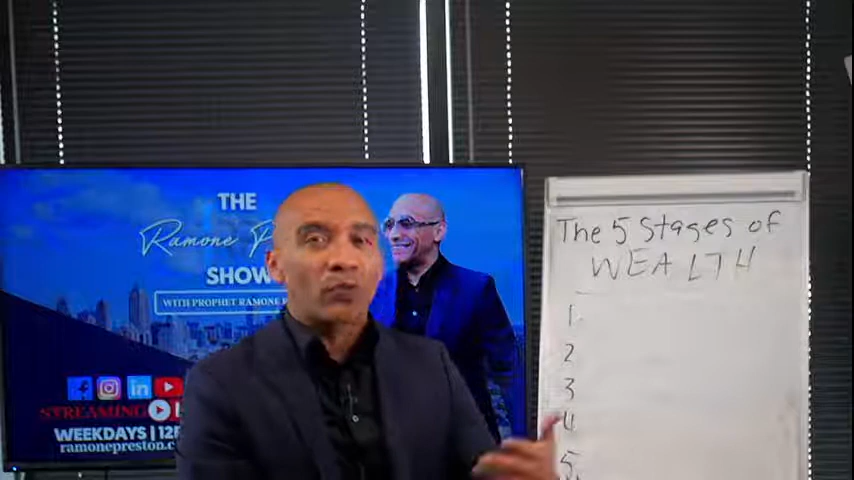 THE
Ramone
SHOW
WITH PROPHET RAMONE
STREAMING
WEEKDAYS | 12
ramonepreston.c
The 5 Stages of
WEALTH
1.
2
3
4
5.